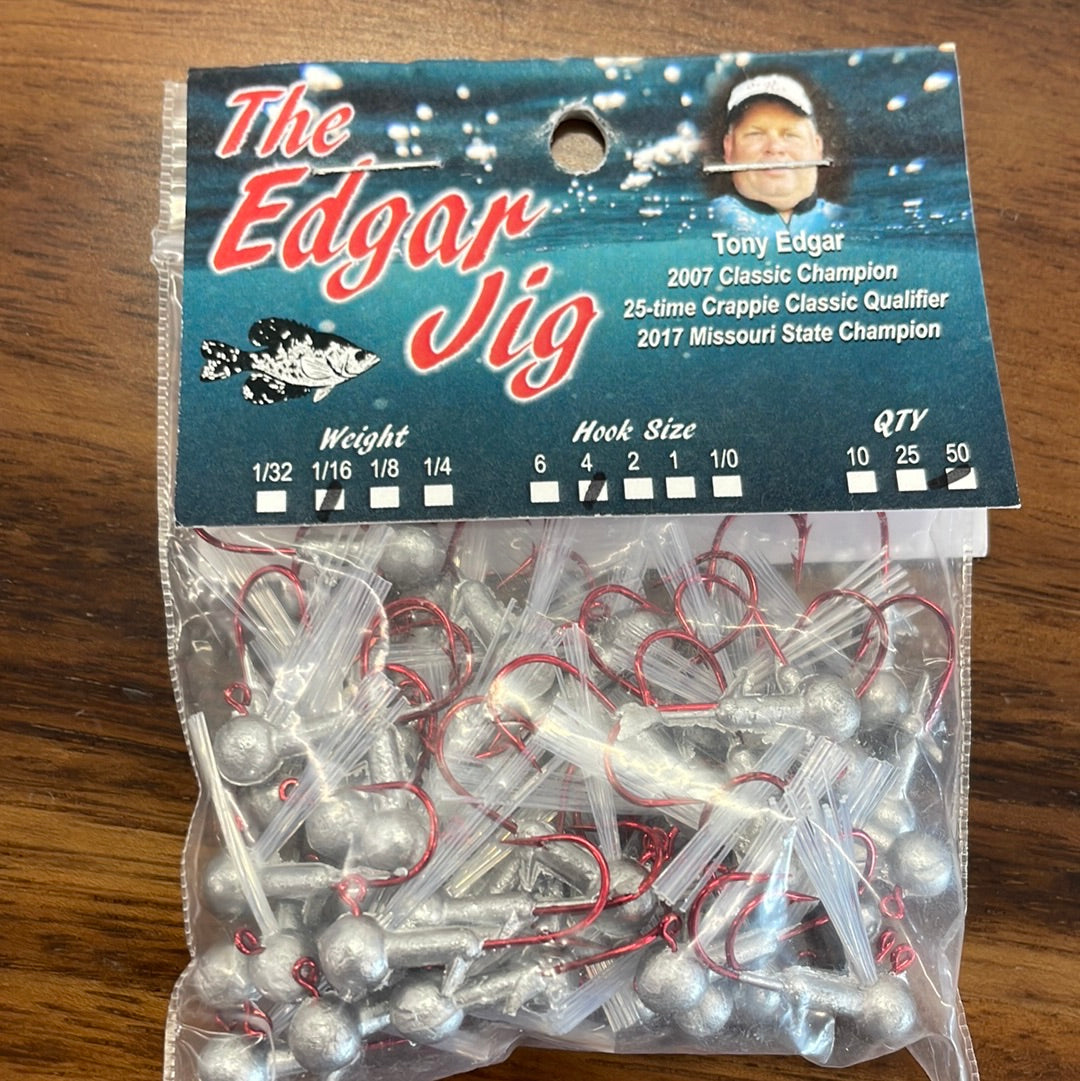 The
Edgar
Jig
Tony Edgar
2007 Classic Champion
25-time Crappie Classic Qualifier
2017 Missouri State Champion
Weight
1/32 1/16 1/8 1/4
Hook Size
6 4 2 1 1/0
QTY
10 25 50